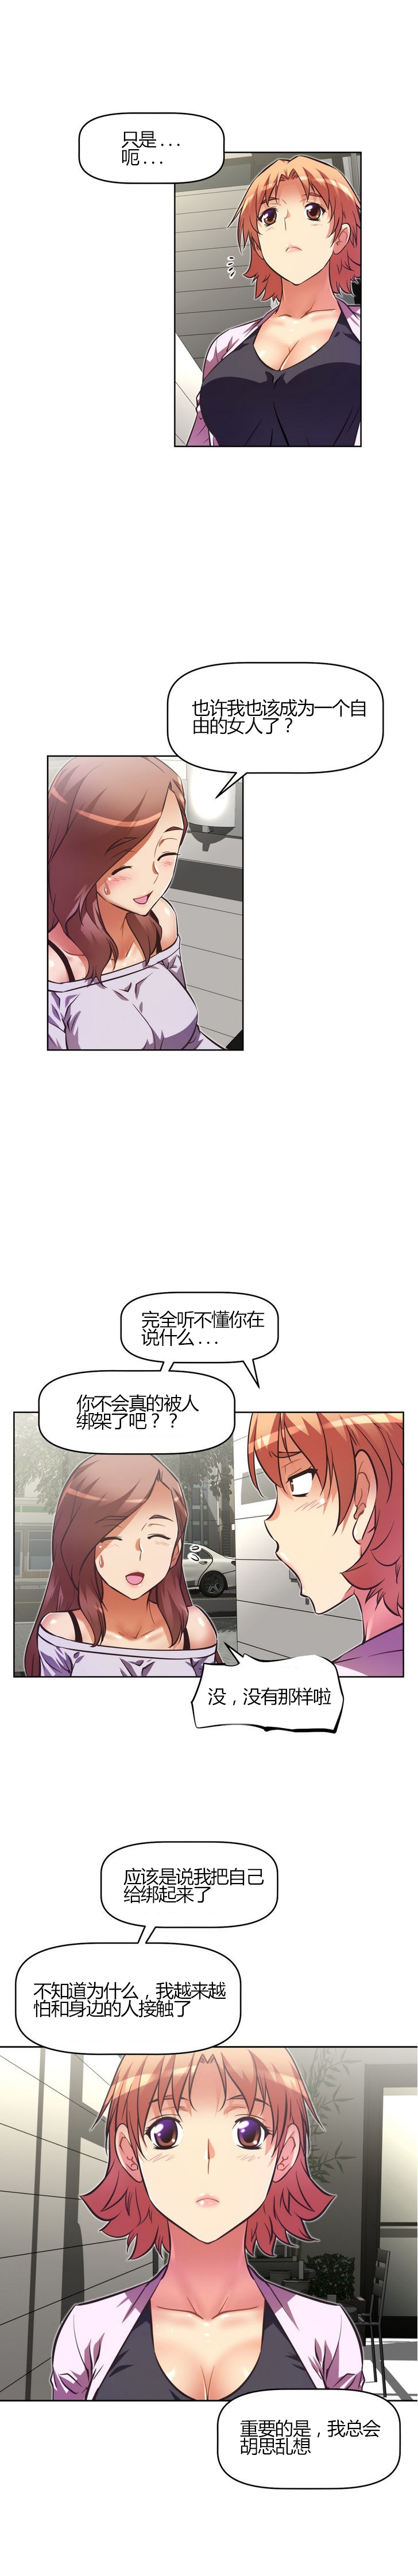 只是...
呃...
也许我也该成为一个自
由的女人了？
完全听不懂你在
说什么...
你不会真的被人
绑架了吧？？
没，没有那样啦
应该是说我把自己
给绑起来了
不知道为什么，我越来越
怕和身边的人接触了
重要的是，我总会
胡思乱想